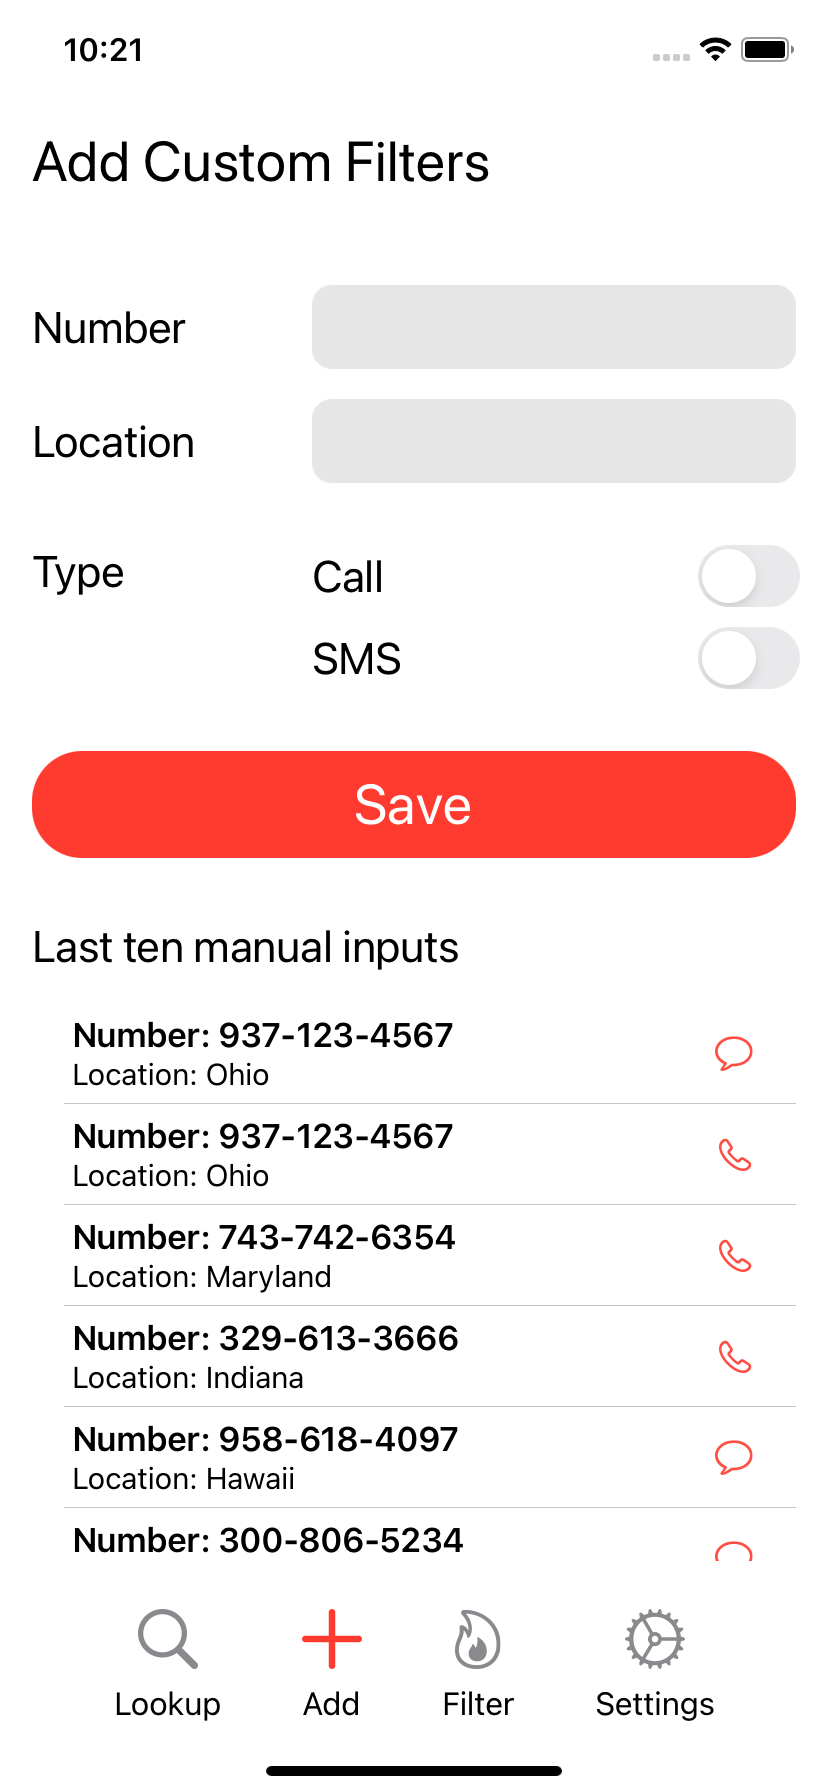 10:21
Add Custom Filters
Number
Location
Type
Call
SMS
Save
Last ten manual inputs
Number: 937-123-4567
Location: Ohio
Number: 937-123-4567
Location: Ohio
Number: 743-742-6354
Location: Maryland
Number: 329-613-3666
Location: Indiana
Number: 958-618-4097
Location: Hawaii
Number: 300-806-5234
Lookup Add Filter Settings